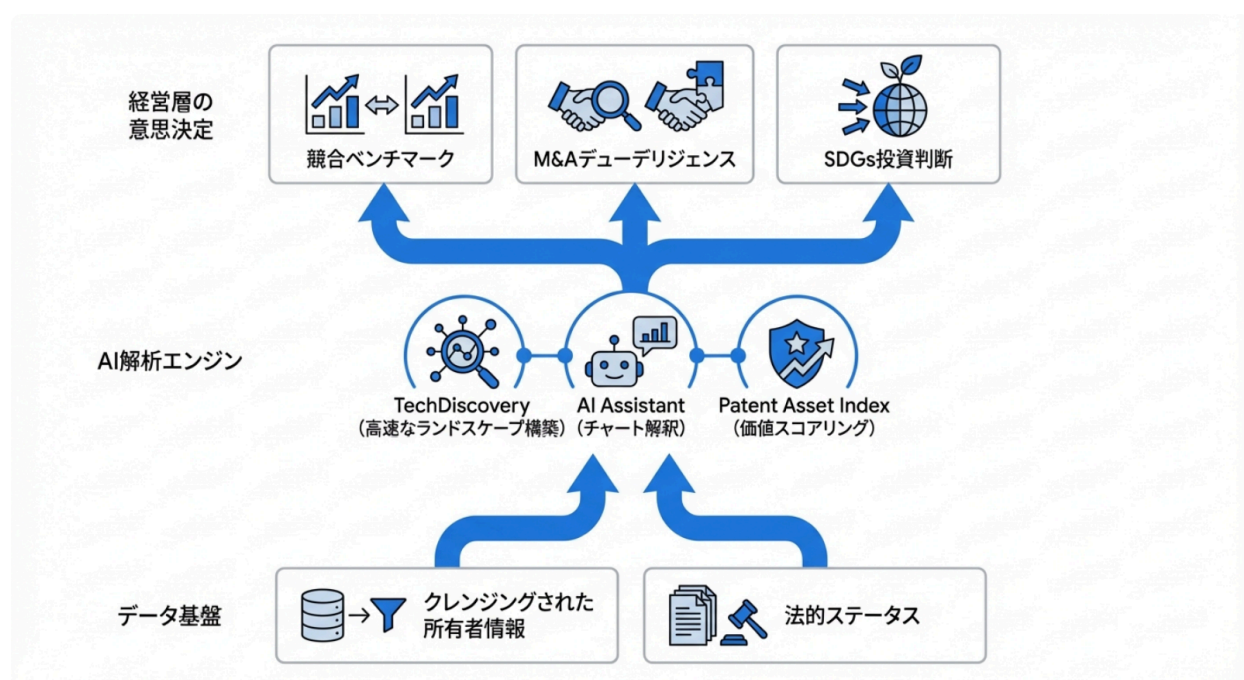 経営層の
意思決定
競合ベンチマーク
M&Aデューデリジェンス
SDGs投資判断
AI解析エンジン
TechDiscovery
(高速なランドスケープ構築)
AI Assistant
(チャート解釈)
Patent Asset Index
(価値スコアリング)
データ基盤
クレンジングされた
所有者情報
法的ステータス